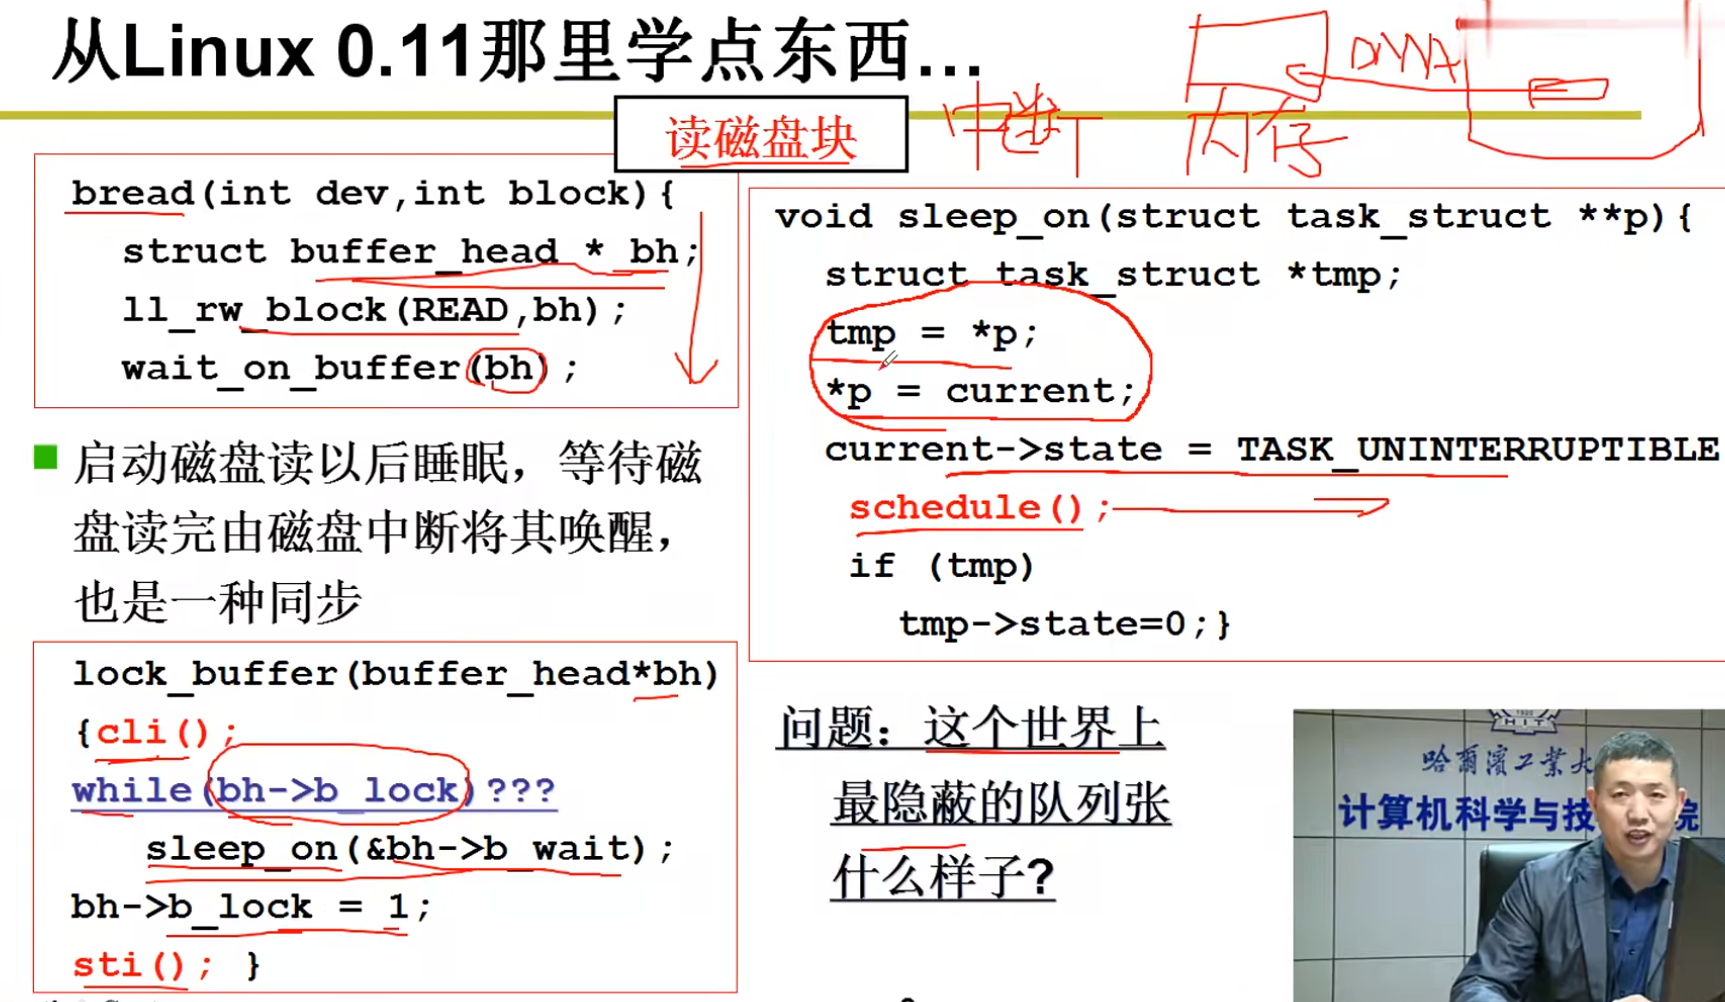 从Linux 0.11那里学点东西...
读磁盘块
中断
内存
DMA
bread(int dev,int block){
struct buffer_head * bh;
ll_rw_block(READ,bh);
wait_on_buffer(bh);
启动磁盘读以后睡眠，等待磁
盘读完由磁盘中断将其唤醒，
也是一种同步
lock_buffer(buffer_head*bh)
{cli();
while(bh->b_lock)???
sleep_on(&bh->b_wait);
bh->b_lock = 1;
sti(); }
void sleep_on(struct task_struct **p){
struct task_struct *tmp;
tmp = *p;
*p = current;
current->state = TASK_UNINTERRUPTIBLE
schedule();
if (tmp)
tmp->state=0;}
问题：这个世界上
最隐蔽的队列张
什么样子?
1920
HIT
哈爾濱工業大
计算机科学与技
院